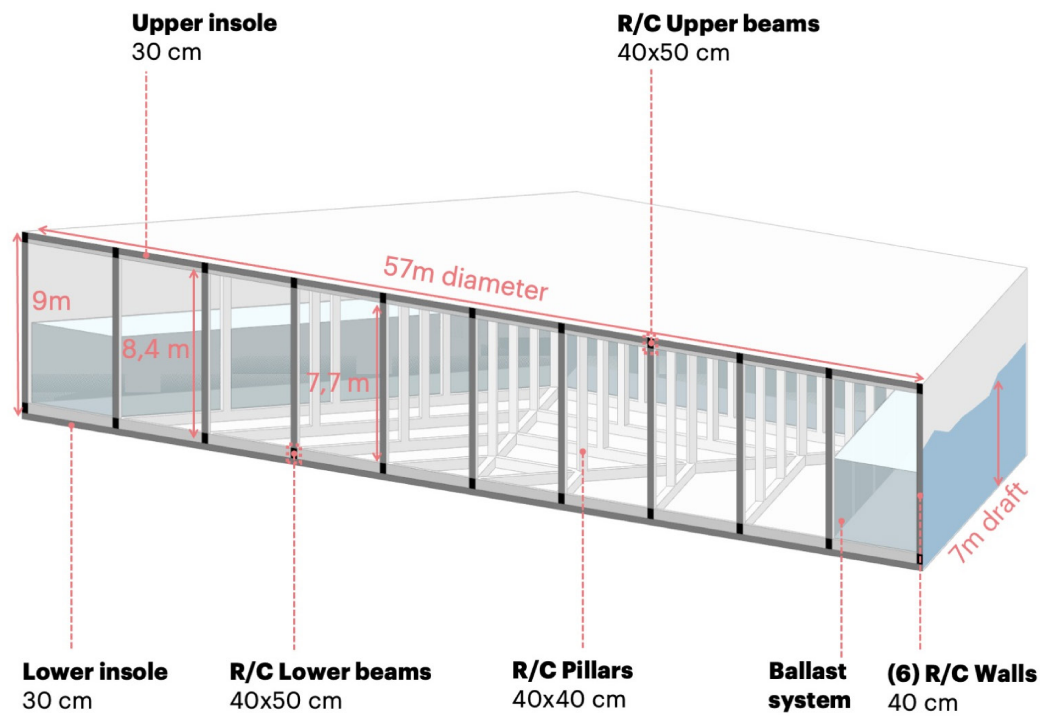 Upper insole
30 cm
R/C Upper beams
40x50 cm
57m diameter
9m
8,4 m
7,7 m
7m draft
Lower insole
30 cm
R/C Lower beams
40x50 cm
R/C Pillars
40x40 cm
Ballast
system
(6) R/C Walls
40 cm